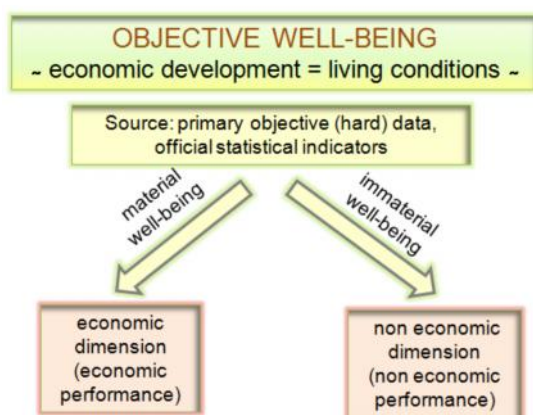 OBJECTIVE WELL-BEING
~ economic development = living conditions ~
Source: primary objective (hard) data,
official statistical indicators
material
well-being
immaterial
well-being
economic
dimension
(economic
performance)
non economic
dimension
(non economic
performance)